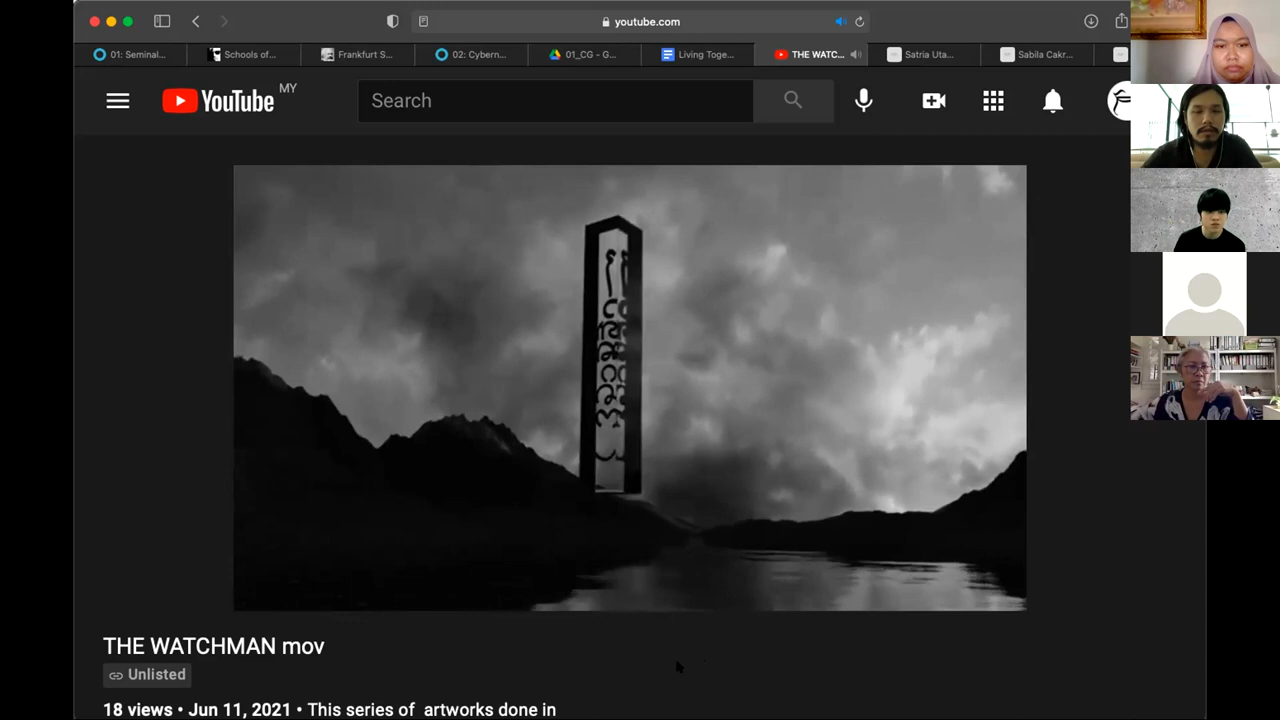 youtube.com
01: Seminal...
Schools of...
Frankfurt S...
02: Cybern...
01_CG - G...
Living Toge...
THE WATCH...
Satria Uta...
Sabila Cakr...
YouTube MY
Search
THE WATCHMAN mov
Unlisted
18 views • Jun 11, 2021 • This series of artworks done in